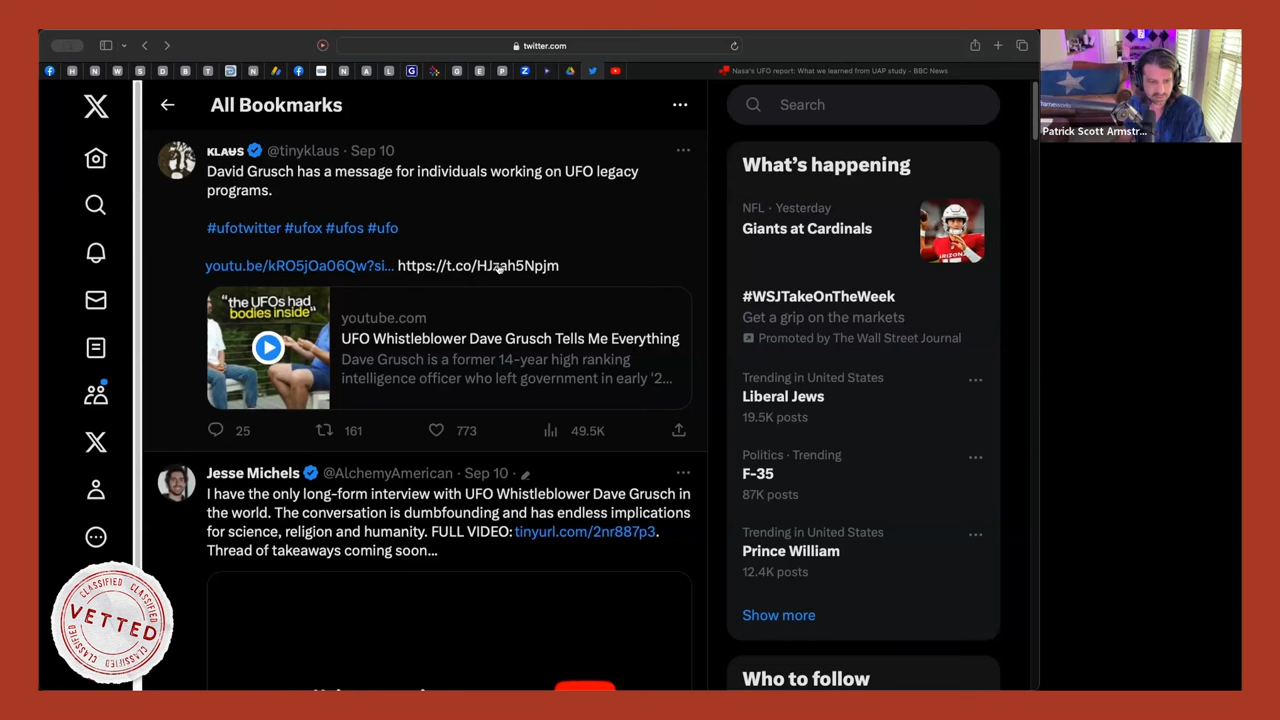 twitter.com
Nasa's UFO report: What we learned from UAP study - BBC News
All Bookmarks
KLAUS @tinyklaus · Sep 10
David Grusch has a message for individuals working on UFO legacy
programs.
#ufotwitter #ufox #ufos #ufo
youtu.be/kRO5jOa06Qw?si... https://t.co/HJzah5Npjm
"the UFOs had
bodies inside"
youtube.com
UFO Whistleblower Dave Grusch Tells Me Everything
Dave Grusch is a former 14-year high ranking
intelligence officer who left government in early '2...
25 161 773 49.5K
Jesse Michels @AlchemyAmerican · Sep 10 ·
I have the only long-form interview with UFO Whistleblower Dave Grusch in
the world. The conversation is dumbfounding and has endless implications
for science, religion and humanity. FULL VIDEO: tinyurl.com/2nr887p3.
Thread of takeaways coming soon...
Search
What's happening
NFL · Yesterday
Giants at Cardinals
#WSJTakeOnTheWeek
Get a grip on the markets
Promoted by The Wall Street Journal
Trending in United States
Liberal Jews
19.5K posts
Politics · Trending
F-35
87K posts
Trending in United States
Prince William
12.4K posts
Show more
Who to follow
Patrick Scott Armstr...
CLASSIFIED CLASSIFIED
VETTED
CLASSIFIED CLASSIFIED